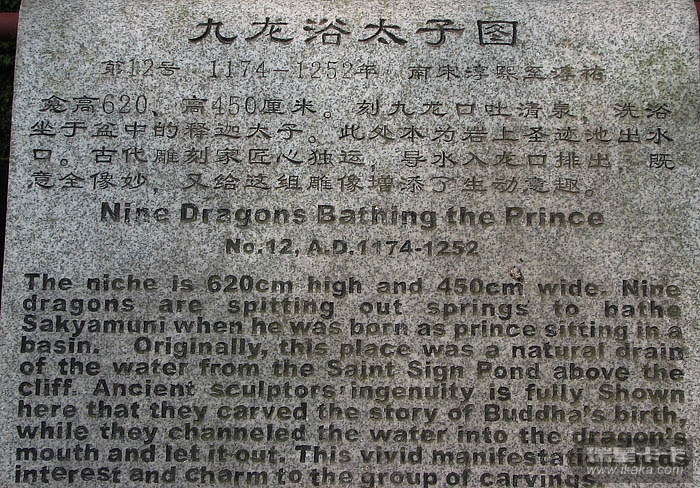 九龙浴太子图
第12号 1174-1252年 南宋淳熙至淳祐
龛高620、高450厘米。刻九龙口吐清泉，洗浴
坐于盆中的释迦太子。此处本为岩上圣迹池出水
口。古代雕刻家匠心独运，导水入龙口排出，既
意全像妙，又给这组雕像增添了生动意趣。
Nine Dragons Bathing the Prince
No.12, A.D.1174-1252
The niche is 620cm high and 450cm wide. Nine
dragons are spitting out springs to bathe
Sakyamuni when he was born as prince sitting in a
basin. Originally, this place was a natural drain
of the water from the Saint Sign Pond above the
cliff. Ancient sculptors' ingenuity is fully Shown
here that they carved the story of Buddha's birth,
while they channeled the water into the dragon's
mouth and let it out. This vivid manifestation adds
interest and charm to the group of carvings.